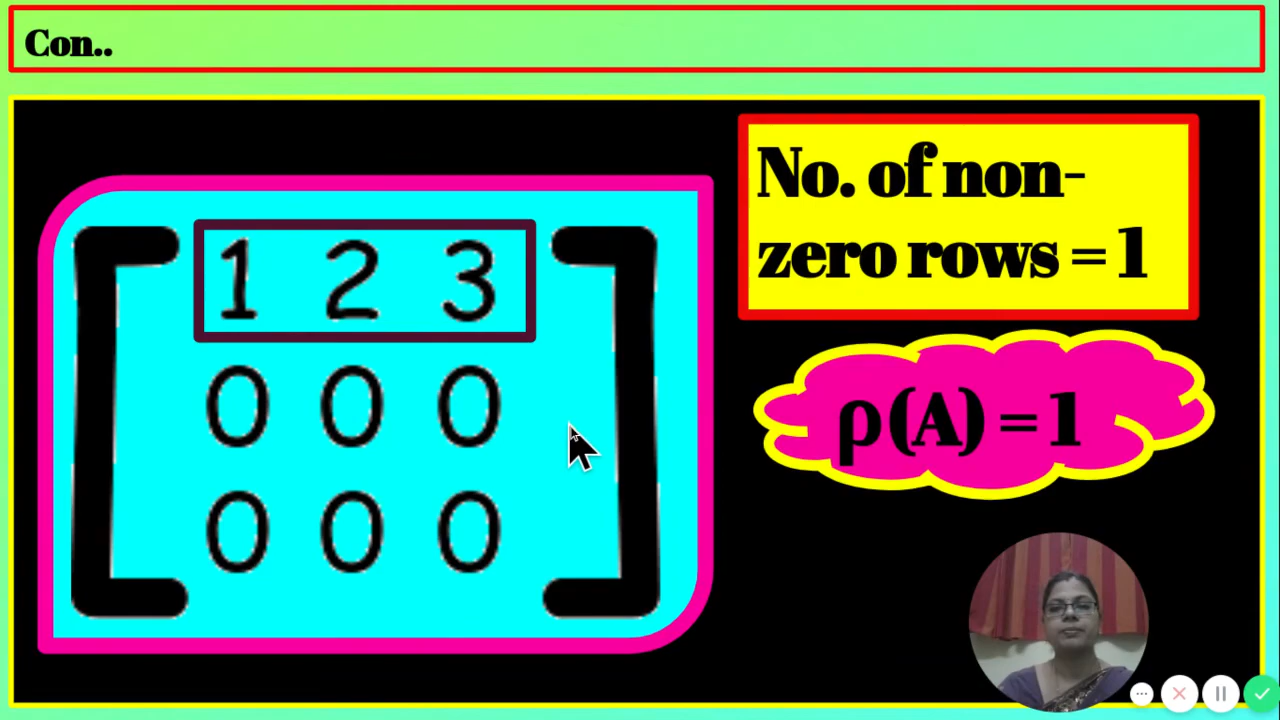 Con..
1 2 3
0 0 0
0 0 0
No. of non-
zero rows = 1
ρ(A) = 1